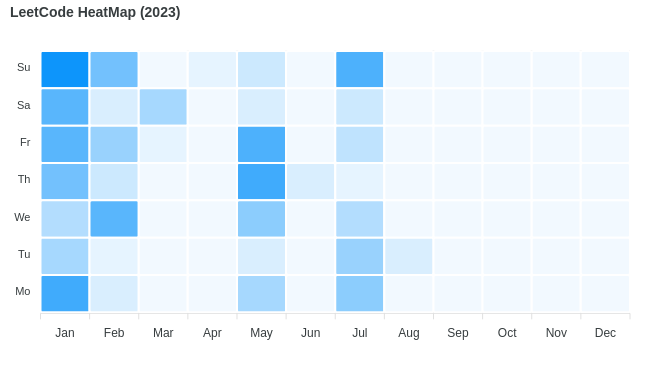 LeetCode HeatMap (2023)
Su
Sa
Fr
Th
We
Tu
Mo
Jan Feb Mar Apr May Jun Jul Aug Sep Oct Nov Dec